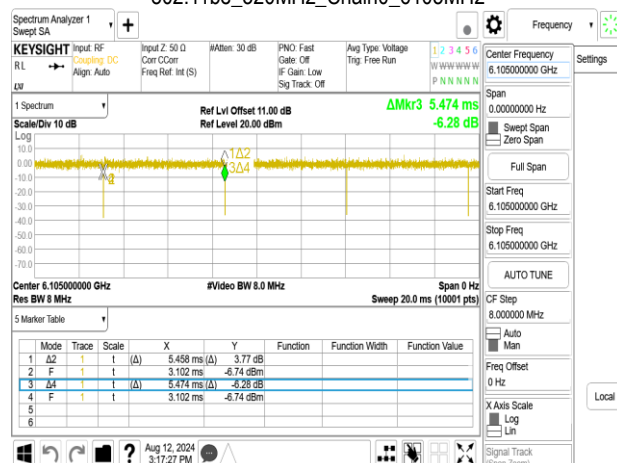 802.11be_320MHz_Chain0_6105MHz
Spectrum Analyzer 1
Swept SA
Frequency
KEYSIGHT
RL
Input: RF
Coupling: DC
Align: Auto
Input Z: 50 Ω
Corr CCorr
Freq Ref: Int (S)
#Atten: 30 dB
PNO: Fast
Gate: Off
IF Gain: Low
Sig Track: Off
Avg Type: Voltage
Trig: Free Run
1 2 3 4 5 6
W W W W W W
P N N N N N
Center Frequency
6.105000000 GHz
Settings
Span
0.00000000 Hz
Swept Span
Zero Span
Full Span
Start Freq
6.105000000 GHz
Stop Freq
6.105000000 GHz
AUTO TUNE
CF Step
8.000000 MHz
Auto
Man
Freq Offset
0 Hz
X Axis Scale
Log
Lin
Local
Signal Track
(Span Zoom)
1 Spectrum
Scale/Div 10 dB
Ref Lvl Offset 11.00 dB
Ref Level 20.00 dBm
ΔMkr3 5.474 ms
-6.28 dB
Log
10.0
0.00
-10.0
-20.0
-30.0
-40.0
-50.0
-60.0
-70.0
1Δ2
3Δ4
Center 6.105000000 GHz
Res BW 8 MHz
#Video BW 8.0 MHz
Span 0 Hz
Sweep 20.0 ms (10001 pts)
5 Marker Table
Mode Trace Scale X Y Function Function Width Function Value
1 Δ2 1 t (Δ) 5.458 ms (Δ) 3.77 dB
2 F 1 t 3.102 ms -6.74 dBm
3 Δ4 1 t (Δ) 5.474 ms (Δ) -6.28 dB
4 F 1 t 3.102 ms -6.74 dBm
5
6
Aug 12, 2024
3:17:27 PM